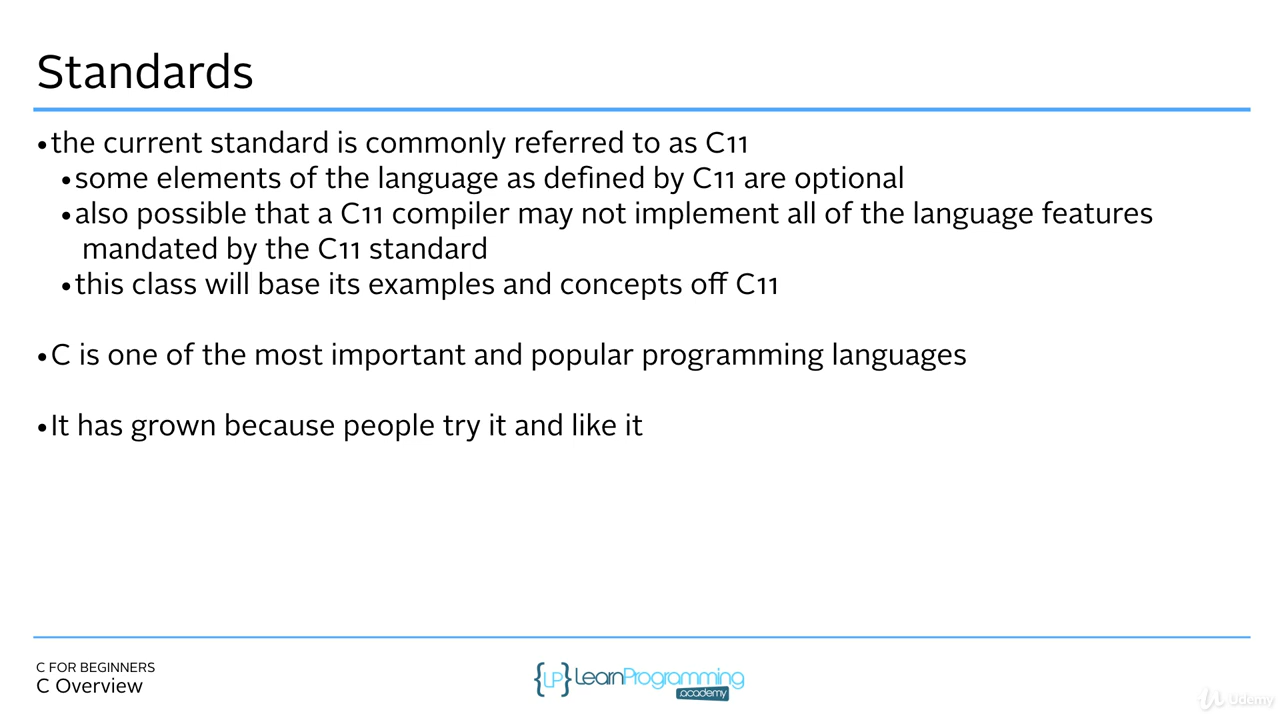 Standards
•the current standard is commonly referred to as C11
•some elements of the language as defined by C11 are optional
•also possible that a C11 compiler may not implement all of the language features
mandated by the C11 standard
•this class will base its examples and concepts off C11
•C is one of the most important and popular programming languages
•It has grown because people try it and like it
C FOR BEGINNERS
C Overview
{LP} LearnProgramming
.academy
Udemy